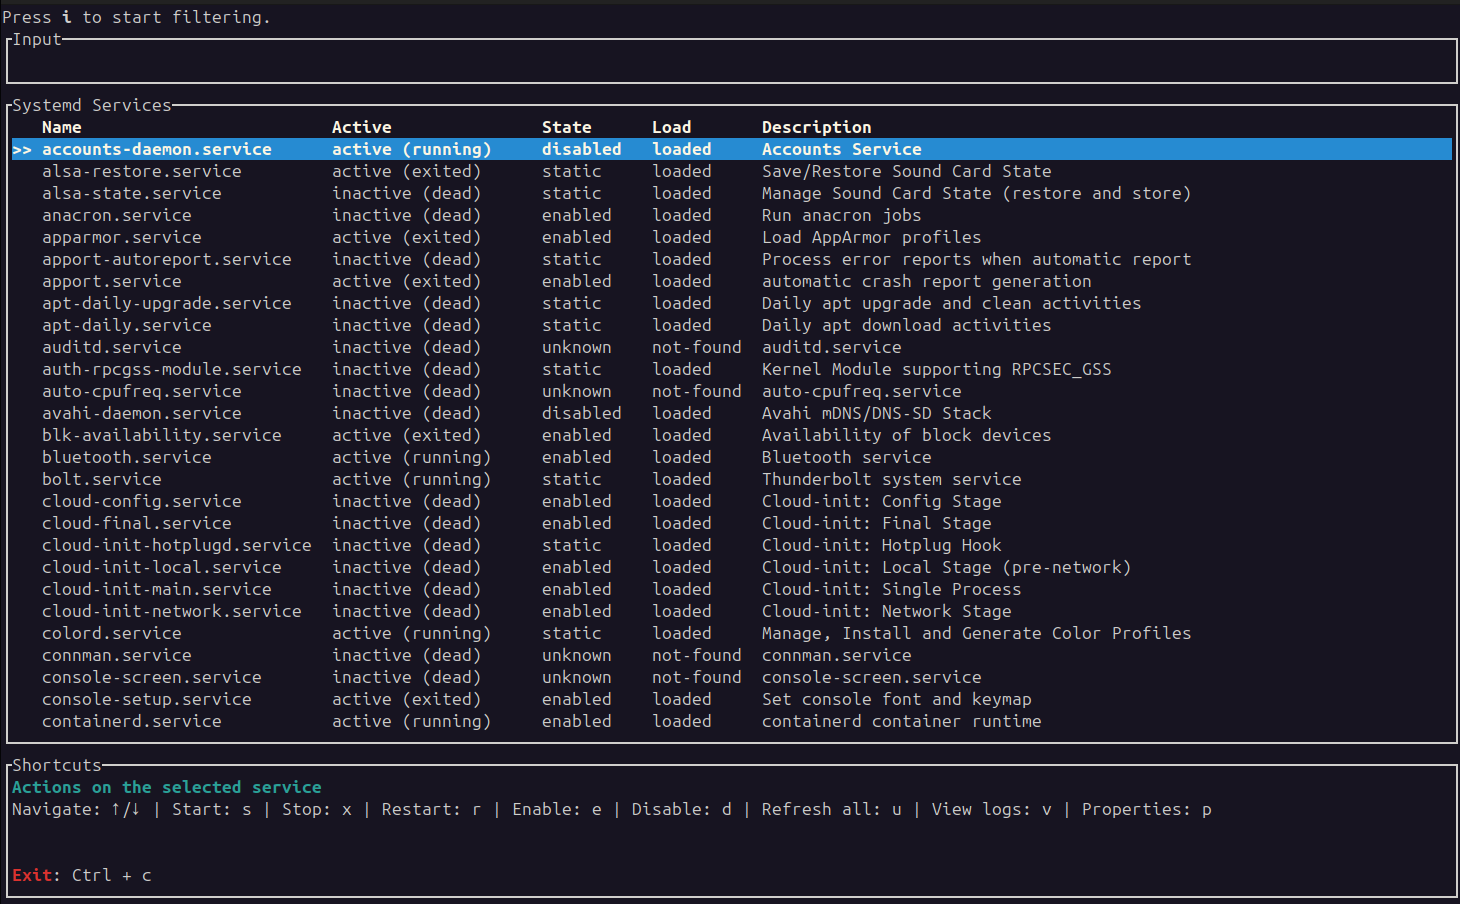 Press i to start filtering.
Input
Systemd Services
Name Active State Load Description
>> accounts-daemon.service active (running) disabled loaded Accounts Service
alsa-restore.service active (exited) static loaded Save/Restore Sound Card State
alsa-state.service inactive (dead) static loaded Manage Sound Card State (restore and store)
anacron.service inactive (dead) enabled loaded Run anacron jobs
apparmor.service active (exited) enabled loaded Load AppArmor profiles
apport-autoreport.service inactive (dead) static loaded Process error reports when automatic report
apport.service active (exited) enabled loaded automatic crash report generation
apt-daily-upgrade.service inactive (dead) static loaded Daily apt upgrade and clean activities
apt-daily.service inactive (dead) static loaded Daily apt download activities
auditd.service inactive (dead) unknown not-found auditd.service
auth-rpcgss-module.service inactive (dead) static loaded Kernel Module supporting RPCSEC_GSS
auto-cpufreq.service inactive (dead) unknown not-found auto-cpufreq.service
avahi-daemon.service inactive (dead) disabled loaded Avahi mDNS/DNS-SD Stack
blk-availability.service active (exited) enabled loaded Availability of block devices
bluetooth.service active (running) enabled loaded Bluetooth service
bolt.service active (running) static loaded Thunderbolt system service
cloud-config.service inactive (dead) enabled loaded Cloud-init: Config Stage
cloud-final.service inactive (dead) enabled loaded Cloud-init: Final Stage
cloud-init-hotplugd.service inactive (dead) static loaded Cloud-init: Hotplug Hook
cloud-init-local.service inactive (dead) enabled loaded Cloud-init: Local Stage (pre-network)
cloud-init-main.service inactive (dead) enabled loaded Cloud-init: Single Process
cloud-init-network.service inactive (dead) enabled loaded Cloud-init: Network Stage
colord.service active (running) static loaded Manage, Install and Generate Color Profiles
connman.service inactive (dead) unknown not-found connman.service
console-screen.service inactive (dead) unknown not-found console-screen.service
console-setup.service active (exited) enabled loaded Set console font and keymap
containerd.service active (running) enabled loaded containerd container runtime
Shortcuts
Actions on the selected service
Navigate: ↑/↓ | Start: s | Stop: x | Restart: r | Enable: e | Disable: d | Refresh all: u | View logs: v | Properties: p
Exit: Ctrl + c